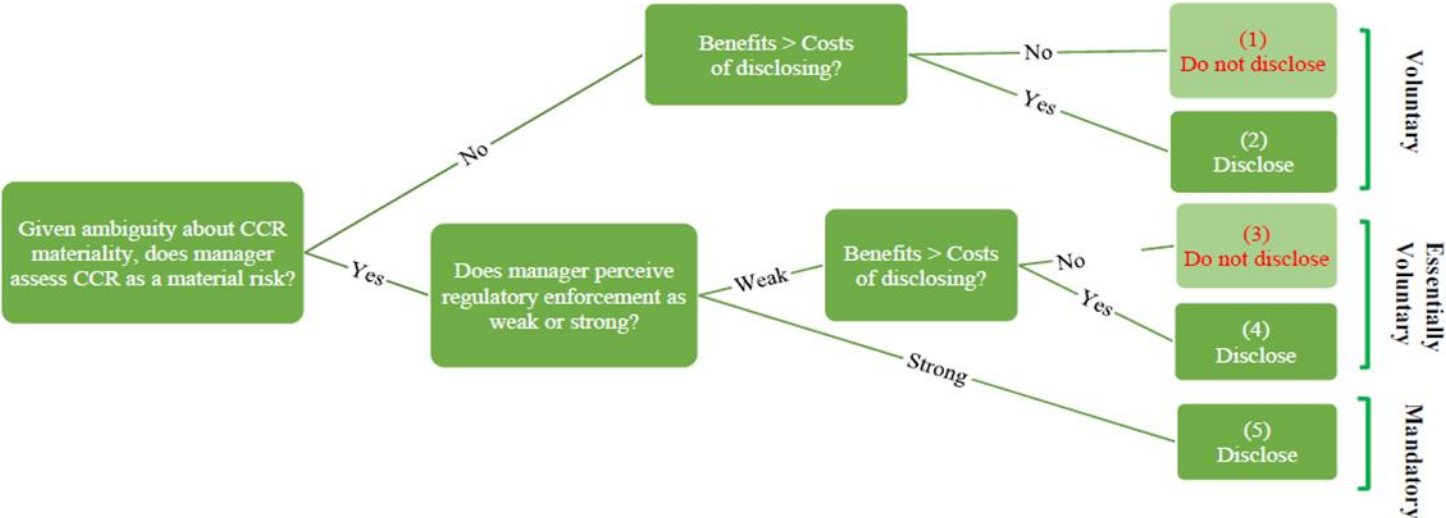 Benefits > Costs
of disclosing?
No
Yes
(1)
Do not disclose
(2)
Disclose
Voluntary
No
Given ambiguity about CCR
materiality, does manager
assess CCR as a material risk?
Yes
Does manager perceive
regulatory enforcement as
weak or strong?
Weak
Benefits > Costs
of disclosing?
No
Yes
(3)
Do not disclose
(4)
Disclose
Essentially
Voluntary
Strong
(5)
Disclose
Mandatory